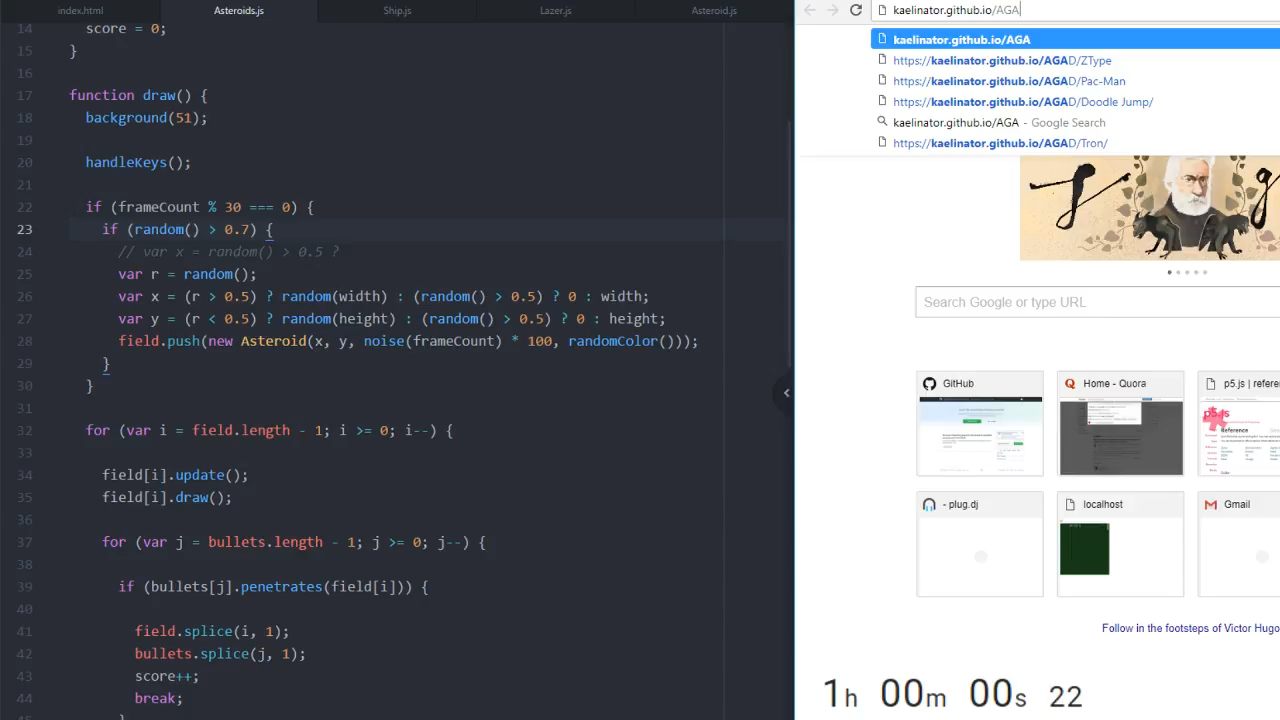 index.html
Asteroids.js
Ship.js
Lazer.js
Asteroid.js
14 score = 0;
15 }
16
17 function draw() {
18 background(51);
19
20 handleKeys();
21
22 if (frameCount % 30 === 0) {
23 if (random() > 0.7) {
24 // var x = random() > 0.5 ?
25 var r = random();
26 var x = (r > 0.5) ? random(width) : (random() > 0.5) ? 0 : width;
27 var y = (r < 0.5) ? random(height) : (random() > 0.5) ? 0 : height;
28 field.push(new Asteroid(x, y, noise(frameCount) * 100, randomColor()));
29 }
30 }
31
32 for (var i = field.length - 1; i >= 0; i--) {
33
34 field[i].update();
35 field[i].draw();
36
37 for (var j = bullets.length - 1; j >= 0; j--) {
38
39 if (bullets[j].penetrates(field[i])) {
40
41 field.splice(i, 1);
42 bullets.splice(j, 1);
43 score++;
44 break;
kaelinator.github.io/AGA
kaelinator.github.io/AGA
https://kaelinator.github.io/AGAD/ZType
https://kaelinator.github.io/AGAD/Pac-Man
https://kaelinator.github.io/AGAD/Doodle Jump/
kaelinator.github.io/AGA - Google Search
https://kaelinator.github.io/AGAD/Tron/
Search Google or type URL
GitHub
Home - Quora
p5.js | refere
p5.js
Reference
- plug.dj
localhost
Gmail
Follow in the footsteps of Victor Hugo
1h 00m 00s 22